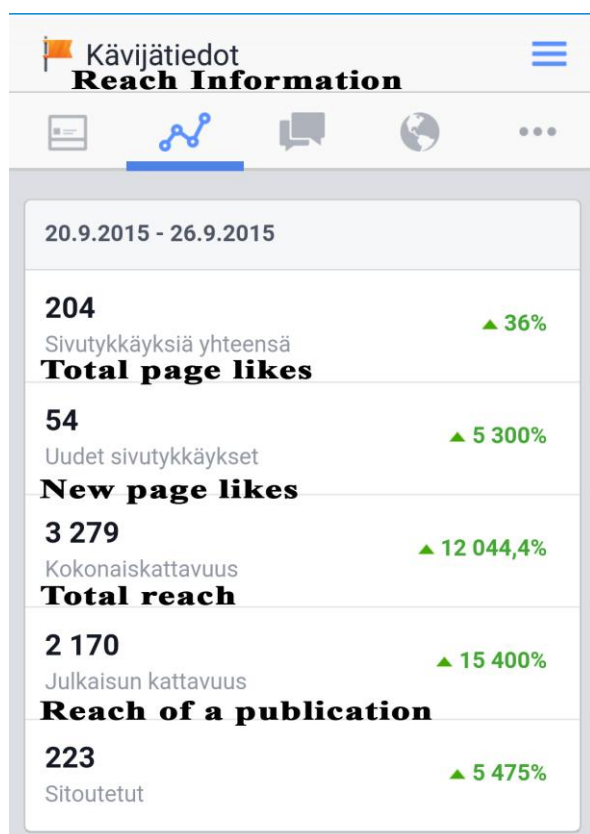 Kävijätiedot
Reach Information
20.9.2015 - 26.9.2015
204
▲ 36%
Sivutykkäyksiä yhteensä
Total page likes
54
▲ 5 300%
Uudet sivutykkäykset
New page likes
3 279
▲ 12 044,4%
Kokonaiskattavuus
Total reach
2 170
▲ 15 400%
Julkaisun kattavuus
Reach of a publication
223
▲ 5 475%
Sitoutetut